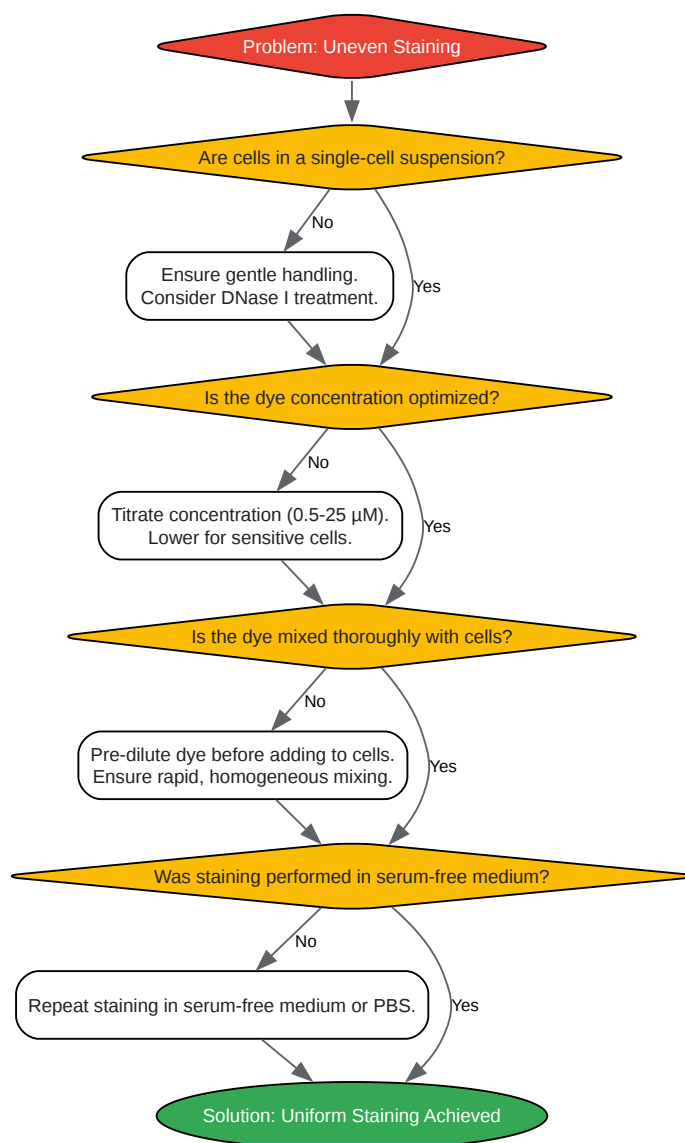 Problem: Uneven Staining
Are cells in a single-cell suspension?
No
Ensure gentle handling.
Consider DNase I treatment.
Yes
Is the dye concentration optimized?
No
Titrate concentration (0.5-25 µM).
Lower for sensitive cells.
Yes
Is the dye mixed thoroughly with cells?
No
Pre-dilute dye before adding to cells.
Ensure rapid, homogeneous mixing.
Yes
Was staining performed in serum-free medium?
No
Repeat staining in serum-free medium or PBS.
Yes
Solution: Uniform Staining Achieved